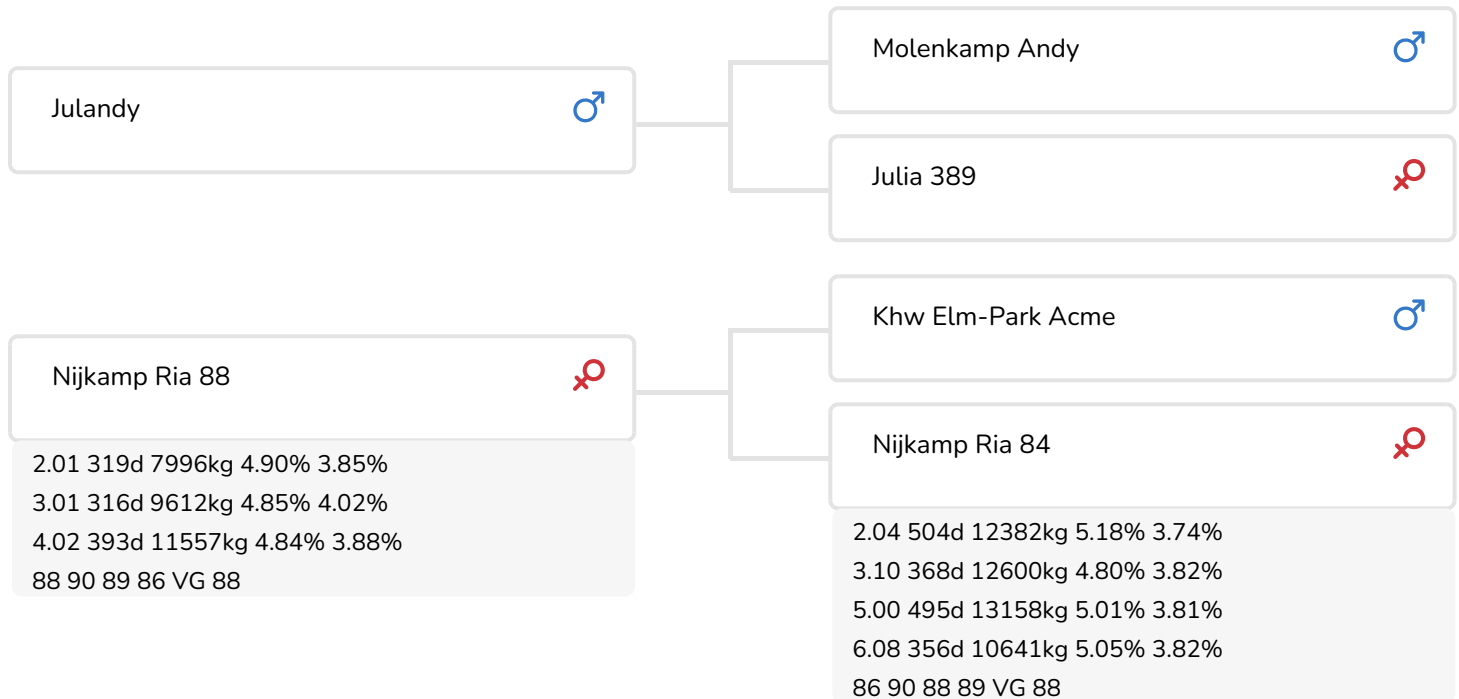 Julandy
Molenkamp Andy
Julia 389
Nijkamp Ria 88
2.01 319d 7996kg 4.90% 3.85%
3.01 316d 9612kg 4.85% 4.02%
4.02 393d 11557kg 4.84% 3.88%
88 90 89 86 VG 88
Khw Elm-Park Acme
Nijkamp Ria 84
2.04 504d 12382kg 5.18% 3.74%
3.10 368d 12600kg 4.80% 3.82%
5.00 495d 13158kg 5.01% 3.81%
6.08 356d 10641kg 5.05% 3.82%
86 90 88 89 VG 88